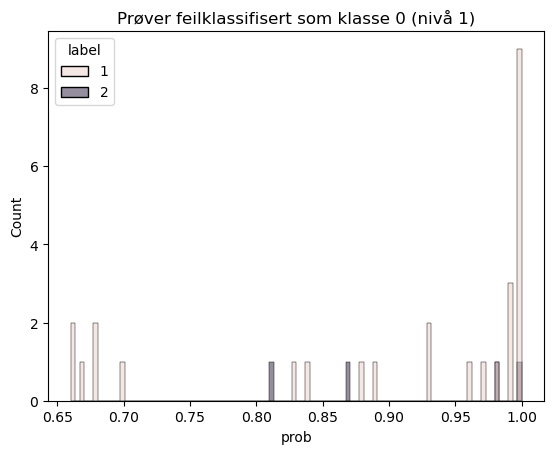 Prøver feilklassifisert som klasse 0 (nivå 1)
label
1
2
Count
8
6
4
2
0
0.65 0.70 0.75 0.80 0.85 0.90 0.95 1.00
prob